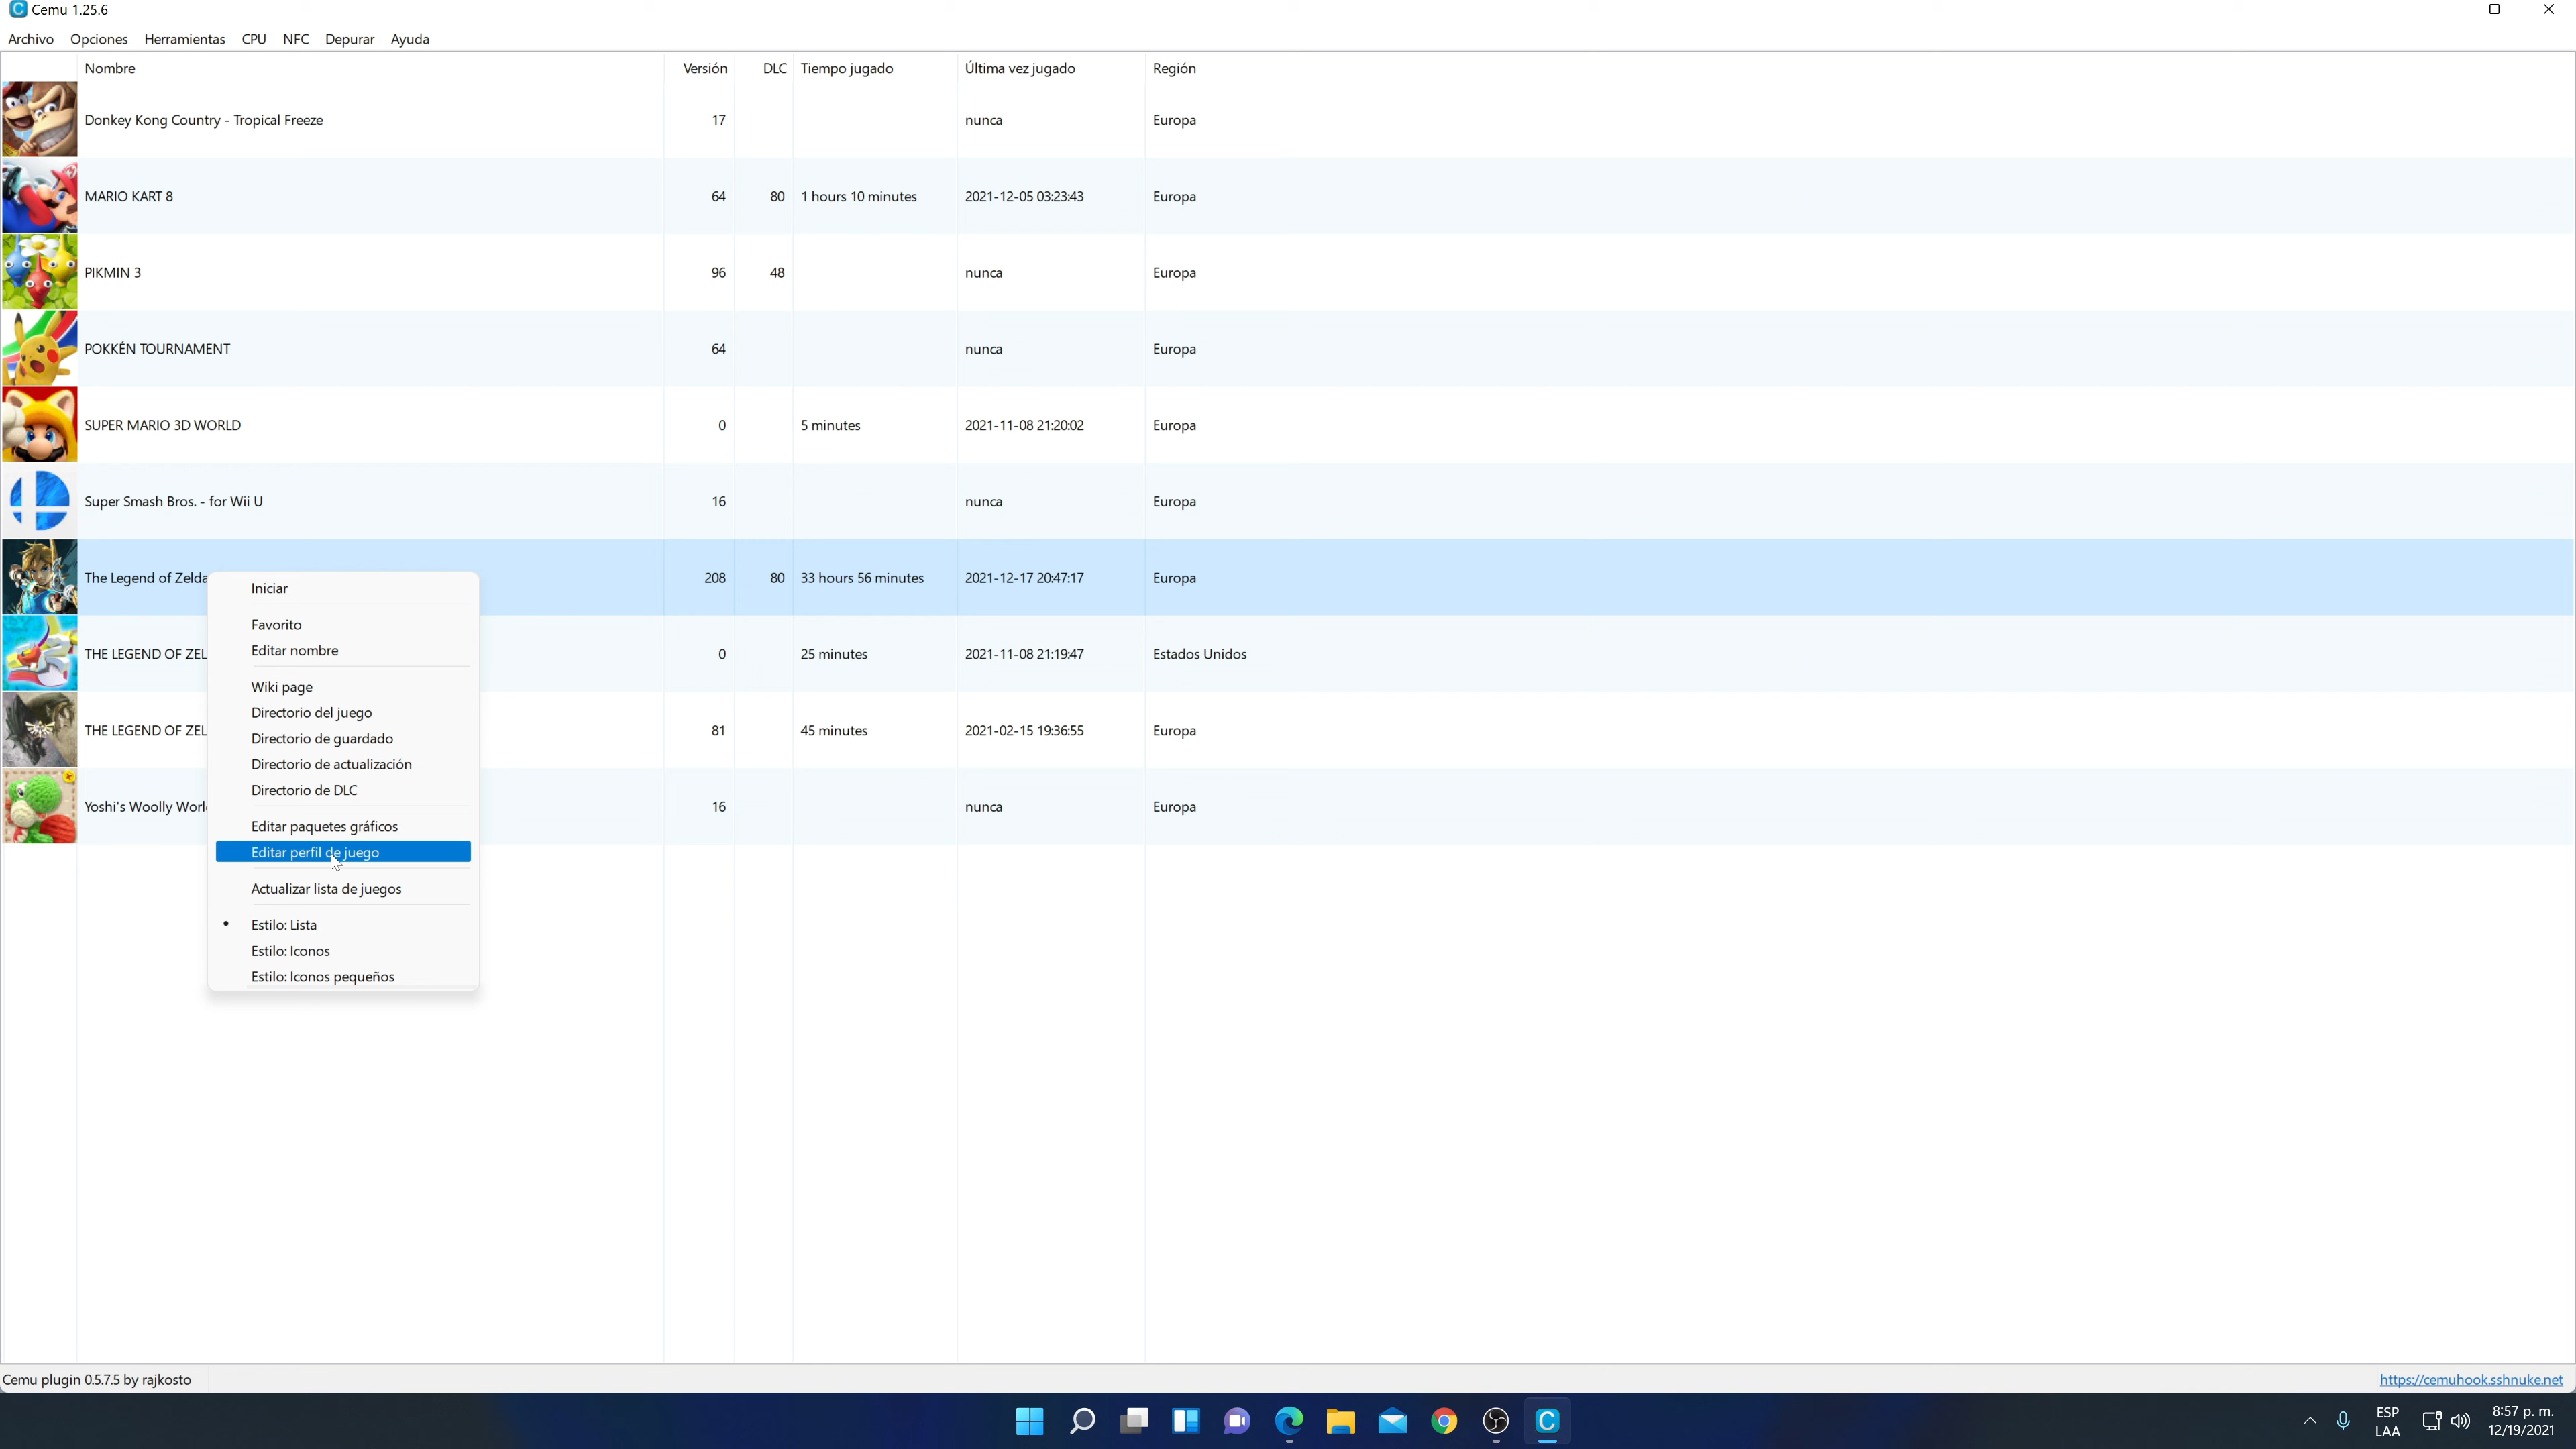 Cemu 1.25.6
Archivo Opciones Herramientas CPU NFC Depurar Ayuda
Nombre Versión DLC Tiempo jugado Última vez jugado Región
Donkey Kong Country - Tropical Freeze 17 nunca Europa
MARIO KART 8 64 80 1 hours 10 minutes 2021-12-05 03:23:43 Europa
PIKMIN 3 96 48 nunca Europa
POKKÉN TOURNAMENT 64 nunca Europa
SUPER MARIO 3D WORLD 0 5 minutes 2021-11-08 21:20:02 Europa
Super Smash Bros. - for Wii U 16 nunca Europa
The Legend of Zelda 208 80 33 hours 56 minutes 2021-12-17 20:47:17 Europa
THE LEGEND OF ZEL 0 25 minutes 2021-11-08 21:19:47 Estados Unidos
THE LEGEND OF ZEL 81 45 minutes 2021-02-15 19:36:55 Europa
Yoshi's Woolly Worl 16 nunca Europa
Iniciar
Favorito
Editar nombre
Wiki page
Directorio del juego
Directorio de guardado
Directorio de actualización
Directorio de DLC
Editar paquetes gráficos
Editar perfil de juego
Actualizar lista de juegos
• Estilo: Lista
Estilo: Iconos
Estilo: Iconos pequeños
Cemu plugin 0.5.7.5 by rajkosto https://cemuhook.sshnuke.net
ESP
LAA
8:57 p. m.
12/19/2021